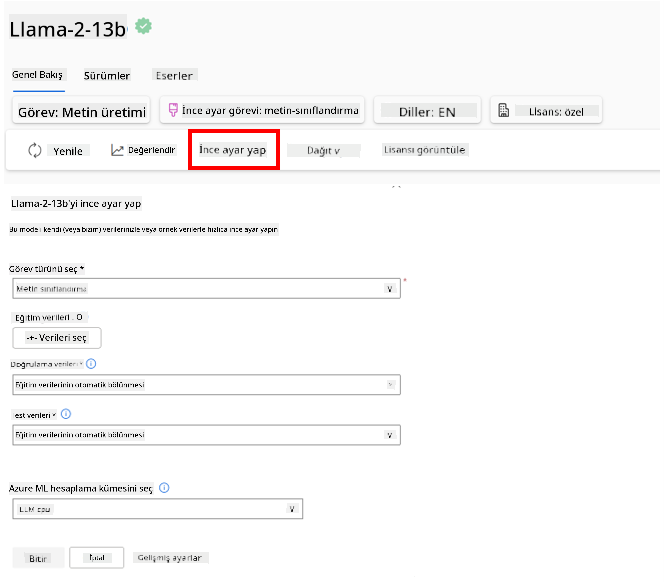 Llama-2-13b
Genel Bakış Sürümler Eserler
Görev: Metin üretimi İnce ayar görevi: metin-sınıflandırma Diller: EN Lisans: özel
Yenile Değerlendir İnce ayar yap Dağıt v Lisansı görüntüle
Llama-2-13b'yi ince ayar yap
Bu modeli kendi (veya bizim) verilerinizle veya örnek verilerle hızlıca ince ayar yapın
Görev türünü seç *
Metin sınıflandırma
Eğitim verileri . O
-+- Verileri seç
Doğrulama verileri *
Eğitim verilerinin otomatik bölünmesi
est verileri *
Eğitim verilerinin otomatik bölünmesi
Azure ML hesaplama kümesini seç
LLM cpu
Bitir İptal Gelişmiş ayarlar